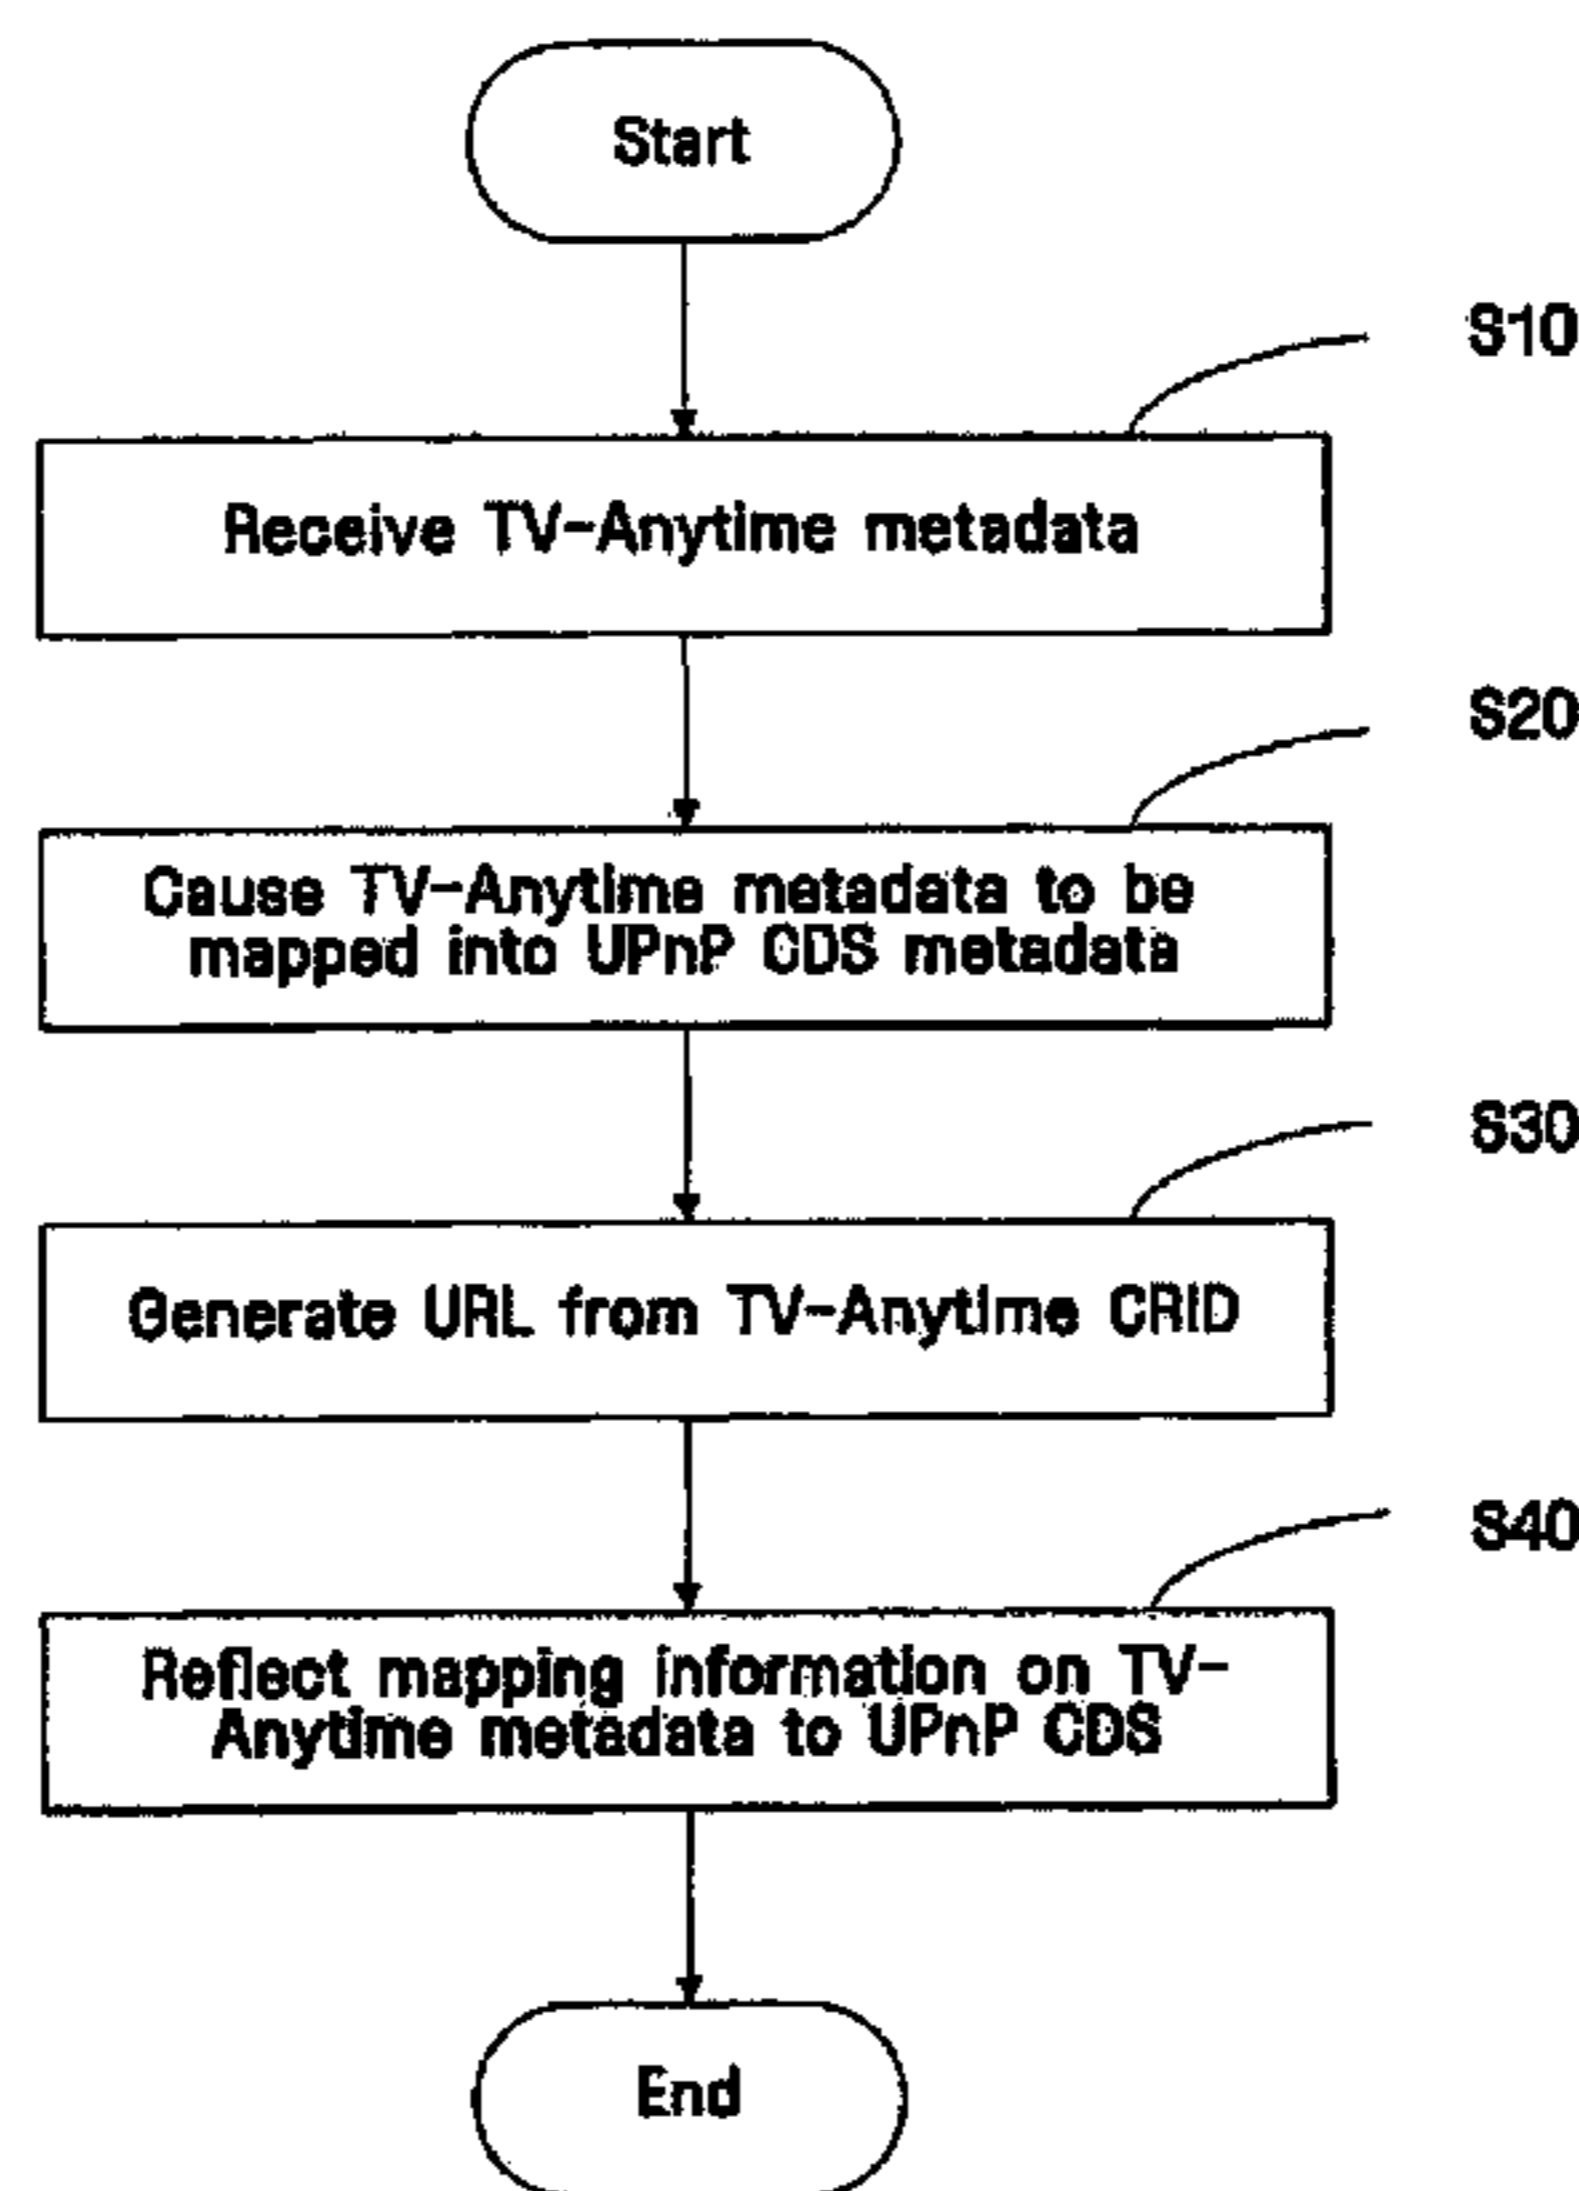 Start
S10
Receive TV-Anytime metadata
S20
Cause TV-Anytime metadata to be
mapped into UPnP CDS metadata
S30
Generate URL from TV-Anytime CRID
S40
Reflect mapping information on TV-
Anytime metadata to UPnP CDS
End